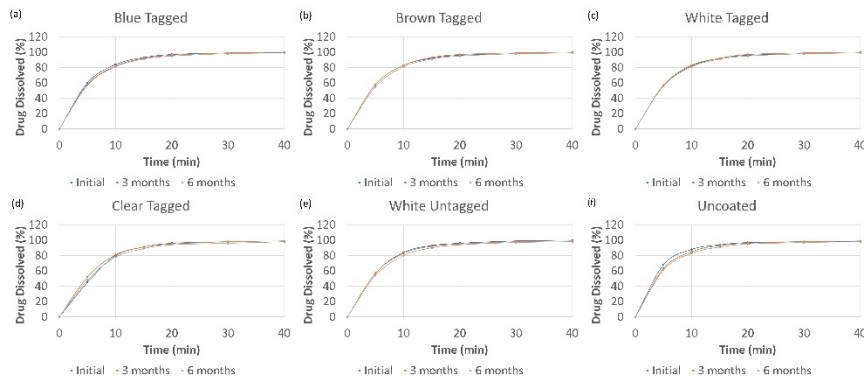 (a) Blue Tagged
Drug Dissolved (%)
120
100
80
60
40
20
0
0 10 20 30 40
Time (min)
Initial 3 months 6 months
(b) Brown Tagged
Drug Dissolved (%)
120
100
80
60
40
20
0
0 10 20 30 40
Time (min)
Initial 3 months 6 months
(c) White Tagged
Drug Dissolved (%)
120
100
80
60
40
20
0
0 10 20 30 40
Time (min)
Initial 3 months 6 months
(d) Clear Tagged
Drug Dissolved (%)
120
100
80
60
40
20
0
0 10 20 30 40
Time (min)
Initial 3 months 6 months
(e) White Untagged
Drug Dissolved (%)
120
100
80
60
40
20
0
0 10 20 30 40
Time (min)
Initial 3 months 6 months
(f) Uncoated
Drug Dissolved (%)
120
100
80
60
40
20
0
0 10 20 30 40
Time (min)
Initial 3 months 6 months